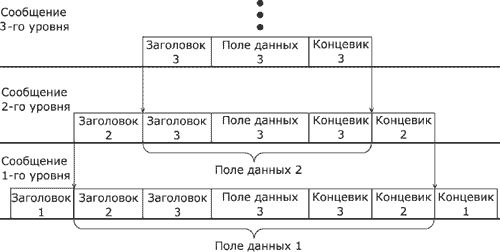 Сообщение
3-го уровня
Заголовок Поле данных Концевик
3 3 3
Сообщение
2-го уровня
Заголовок Заголовок Поле данных Концевик Концевик
2 3 3 3 2
Поле данных 2
Сообщение
1-го уровня
Заголовок Заголовок Заголовок Поле данных Концевик Концевик Концевик
1 2 3 3 3 2 1
Поле данных 1